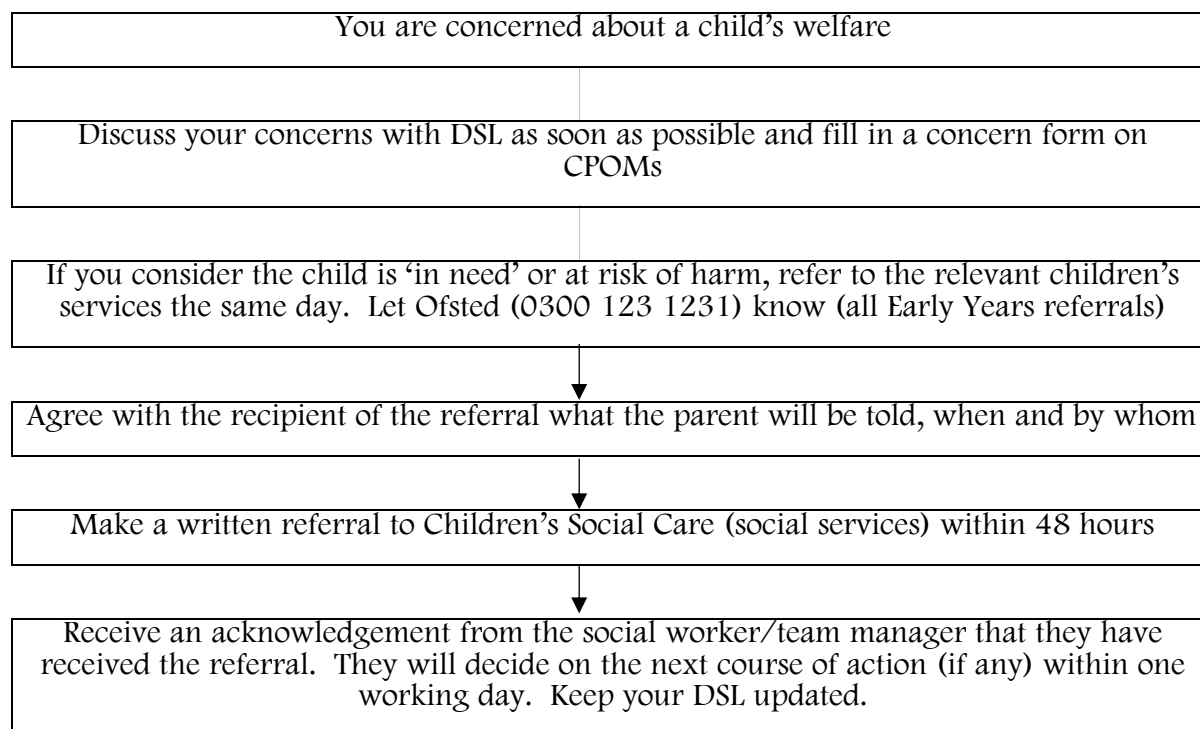 You are concerned about a child’s welfare
Discuss your concerns with DSL as soon as possible and fill in a concern form on
CPOMs
If you consider the child is ‘in need’ or at risk of harm, refer to the relevant children’s
services the same day.  Let Ofsted (0300 123 1231) know (all Early Years referrals)
Agree with the recipient of the referral what the parent will be told, when and by whom
Make a written referral to Children’s Social Care (social services) within 48 hours
Receive an acknowledgement from the social worker/team manager that they have
received the referral.  They will decide on the next course of action (if any) within one
working day.  Keep your DSL updated.